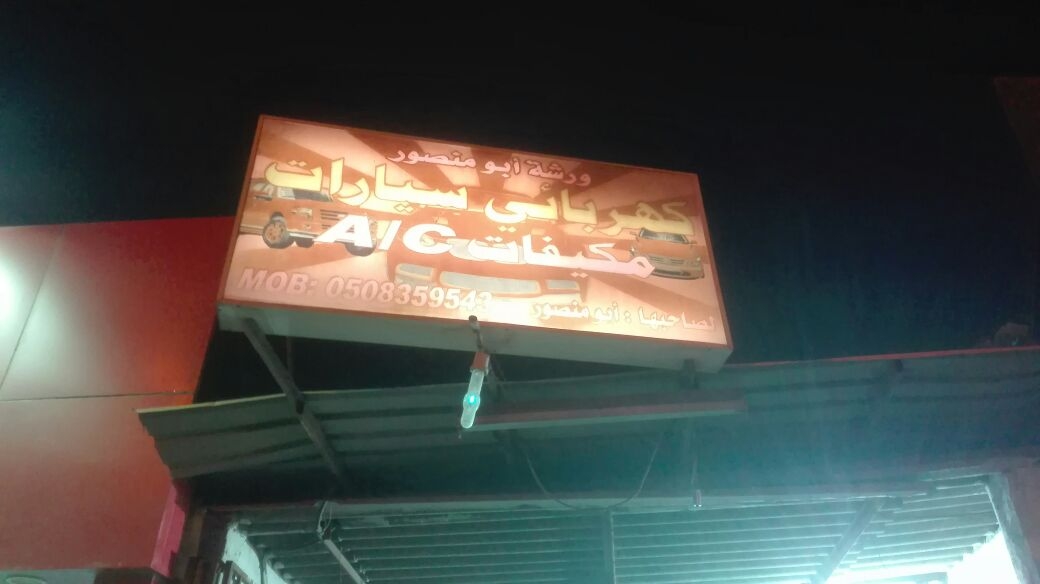 ورشة أبو منصور
كهربائي سيارات
مكيفات A/C
MOB: 0508359543 لصاحبها : أبو منصور